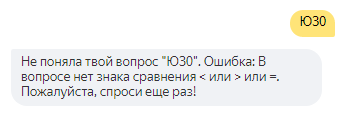 Ю30
Не поняла твой вопрос "Ю30". Ошибка: В
вопросе нет знака сравнения < или > или =.
Пожалуйста, спроси еще раз!